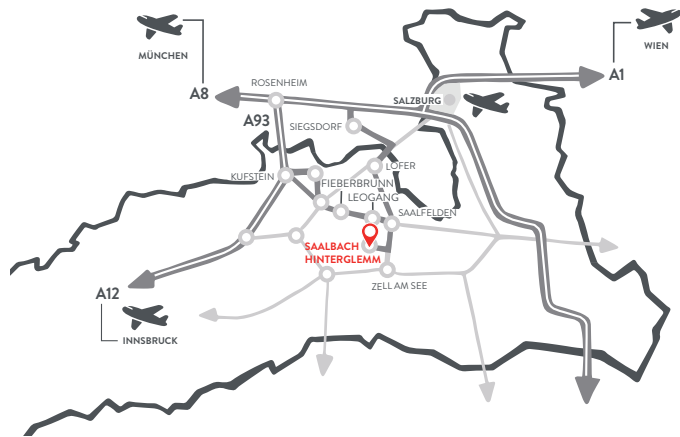 MÜNCHEN
WIEN
A8
A1
ROSENHEIM
SALZBURG
A93
SIEGSDORF
LOFER
KUFSTEIN
FIEBERBRUNN
LEOGANG
SAALFELDEN
SAALBACH
HINTERGLEMM
ZELL AM SEE
A12
INNSBRUCK